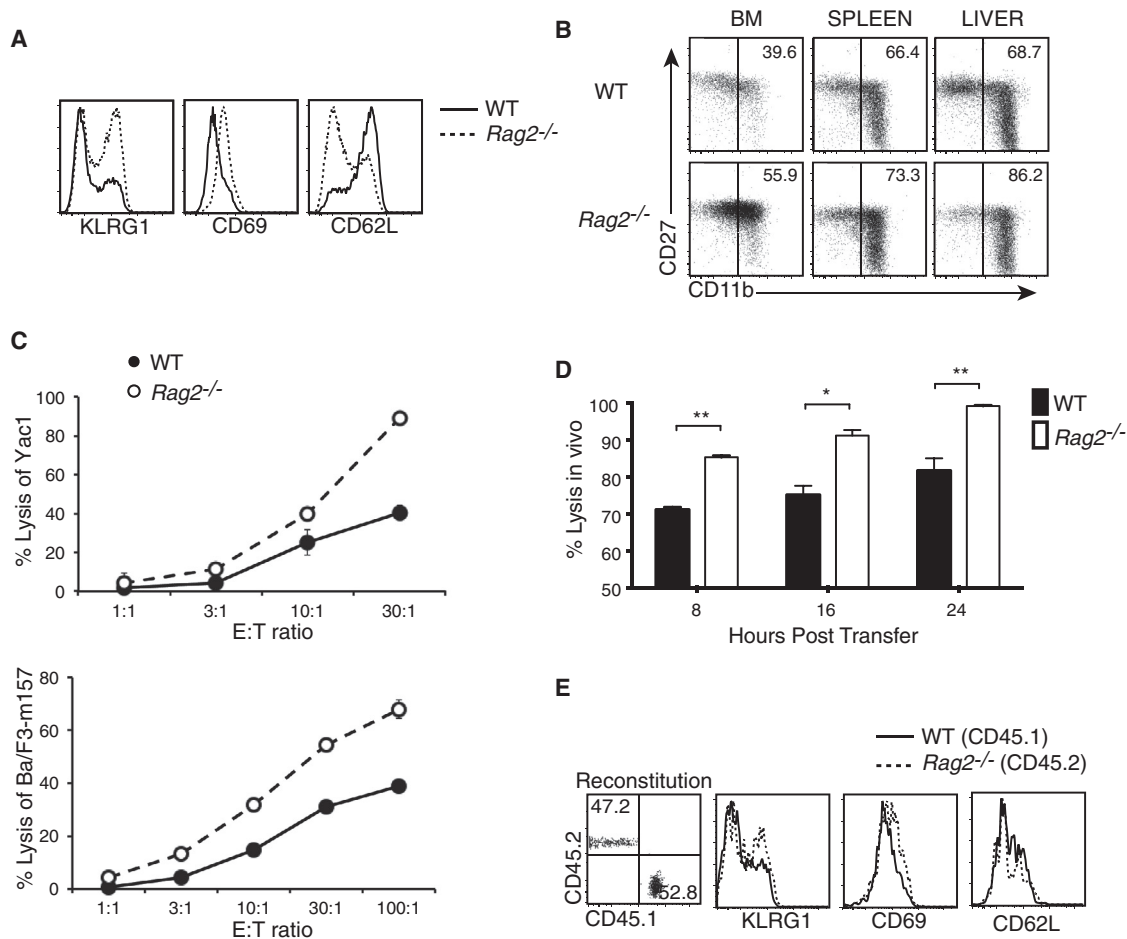 A
WT
Rag2-/-
KLRG1
CD69
CD62L
B
BM
SPLEEN
LIVER
WT
39.6
66.4
68.7
Rag2-/-
55.9
73.3
86.2
CD27
CD11b
C
WT
Rag2-/-
% Lysis of Yac1
100
80
60
40
20
0
1:1
3:1
10:1
30:1
E:T ratio
% Lysis of Ba/F3-m157
80
60
40
20
0
1:1
3:1
10:1
30:1
100:1
E:T ratio
D
WT
Rag2-/-
% Lysis in vivo
100
90
80
70
60
50
**
*
**
8
16
24
Hours Post Transfer
E
WT (CD45.1)
Rag2-/- (CD45.2)
Reconstitution
47.2
52.8
CD45.2
CD45.1
KLRG1
CD69
CD62L